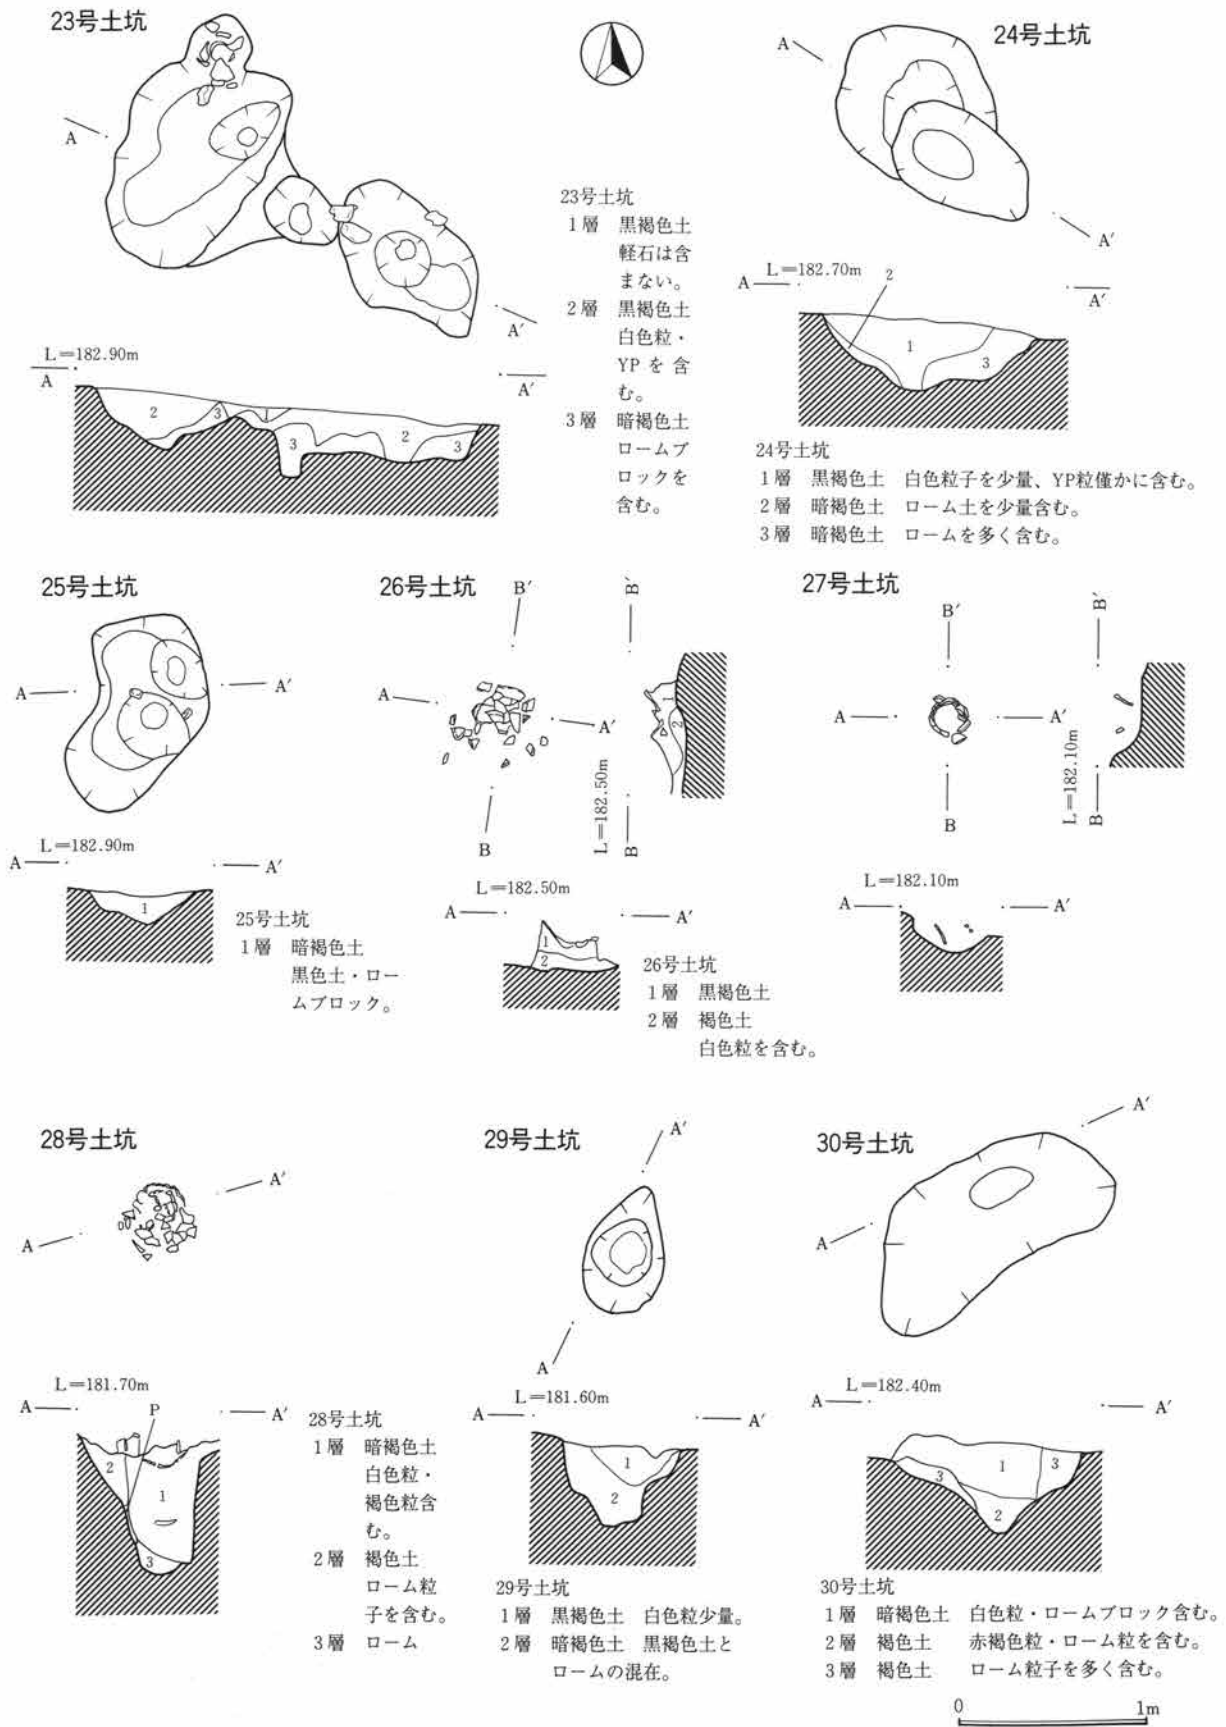 23号土坑
A
A′
L＝182.90m
A
A′
2
3
1
3
2
3
23号土坑
1層　黒褐色土
軽石は含
まない。
2層　黒褐色土
白色粒・
YPを含
む。
3層　暗褐色土
ロームブ
ロックを
含む。
24号土坑
A
A′
L＝182.70m
2
A
A′
1
3
24号土坑
1層　黒褐色土　白色粒子を少量、YP粒僅かに含む。
2層　暗褐色土　ローム土を少量含む。
3層　暗褐色土　ロームを多く含む。
25号土坑
A
A′
L＝182.90m
A
A′
1
25号土坑
1層　暗褐色土
黒色土・ロー
ムブロック。
26号土坑
B′
A
A′
B
B′
1
2
L＝182.50m
B
L＝182.50m
A
A′
1
2
26号土坑
1層　黒褐色土
2層　褐色土
白色粒を含む。
27号土坑
B′
A
A′
B
B′
L＝182.10m
B
L＝182.10m
A
A′
28号土坑
A′
A
L＝181.70m
A
P
A′
2
1
3
28号土坑
1層　暗褐色土
白色粒・
褐色粒含
む。
2層　褐色土
ローム粒
子を含む。
3層　ローム
29号土坑
A′
A
L＝181.60m
A
A′
1
2
29号土坑
1層　黒褐色土　白色粒少量。
2層　暗褐色土　黒褐色土と
ロームの混在。
30号土坑
A′
A
L＝182.40m
A
A′
3
1
3
2
30号土坑
1層　暗褐色土　白色粒・ロームブロック含む。
2層　褐色土　赤褐色粒・ローム粒を含む。
3層　褐色土　ローム粒子を多く含む。
0　1m